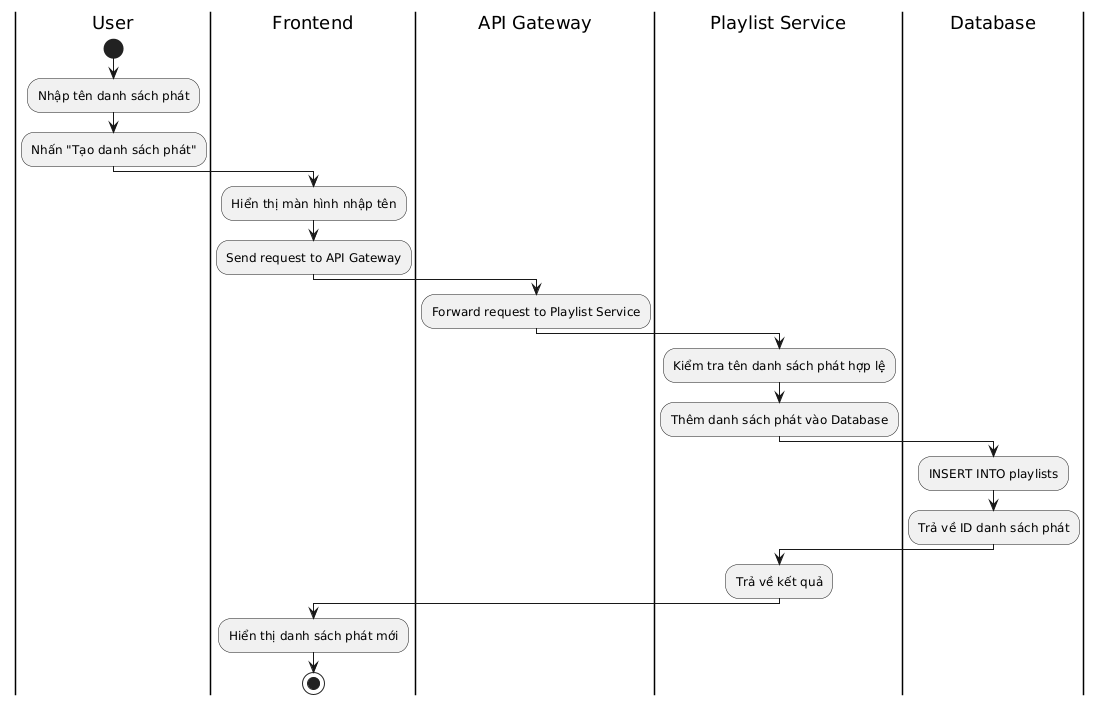 User
Frontend
API Gateway
Playlist Service
Database
Nhập tên danh sách phát
Nhấn "Tạo danh sách phát"
Hiển thị màn hình nhập tên
Send request to API Gateway
Forward request to Playlist Service
Kiểm tra tên danh sách phát hợp lệ
Thêm danh sách phát vào Database
INSERT INTO playlists
Trả về ID danh sách phát
Trả về kết quả
Hiển thị danh sách phát mới